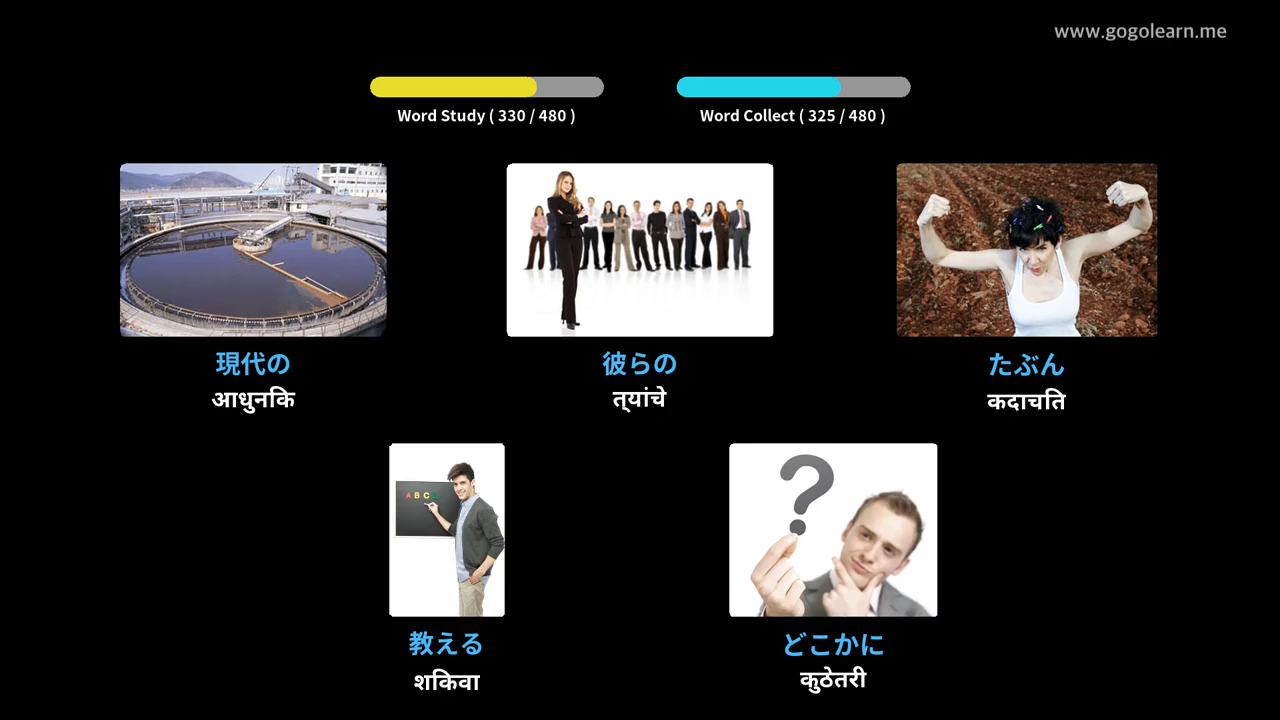 www.gogolearn.me
Word Study ( 330 / 480 )
Word Collect ( 325 / 480 )
現代の
आधुनकि
彼らの
त्यांचे
たぶん
कदाचति
教える
शकिवा
どこかに
कुठेतरी